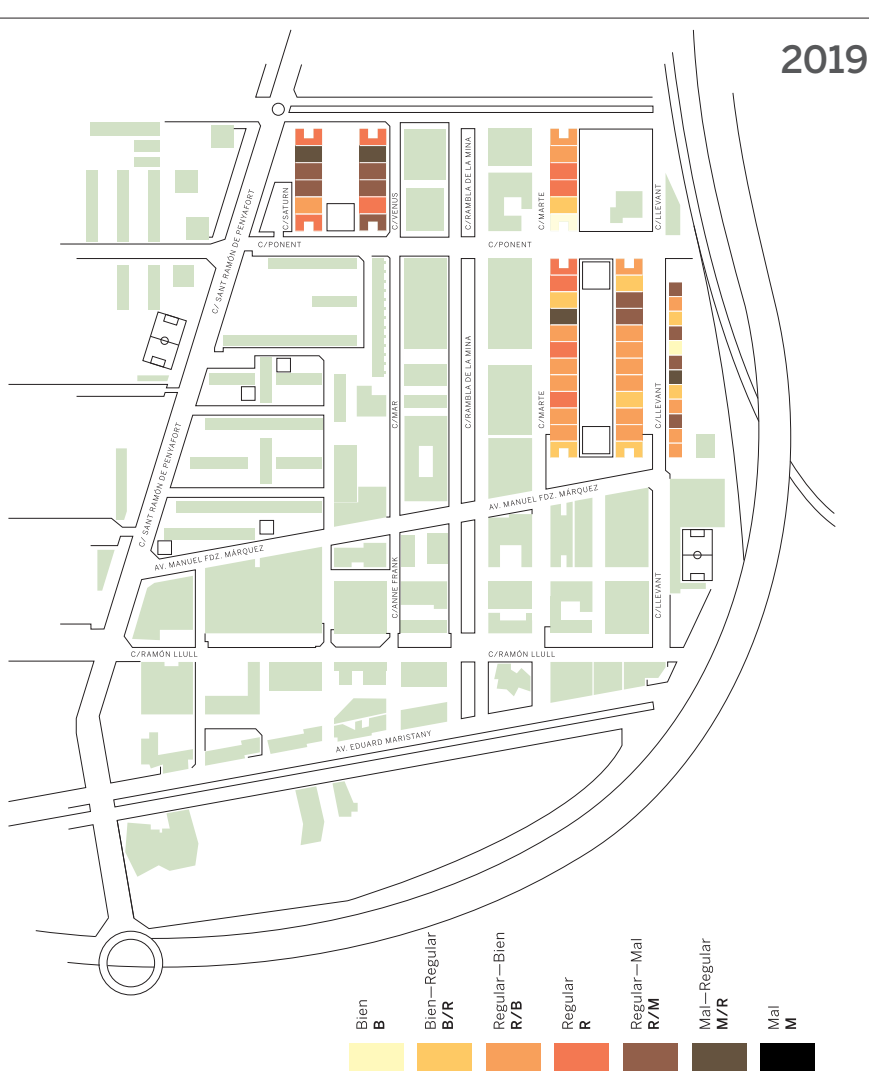 2019
C/SATURN
C/VENUS
C/RAMBLA DE LA MINA
C/MARTE
C/LLEVANT
C/ SANT RAMÓN DE PENYAFORT
C/PONENT
C/PONENT
C/MAR
C/RAMBLA DE LA MINA
C/MARTE
C/LLEVANT
C/ SANT RAMÓN DE PENYAFORT
AV. MANUEL FDZ. MÁRQUEZ
AV. MANUEL FDZ. MÁRQUEZ
C/ANNE FRANK
C/LLEVANT
C/RAMÓN LLULL
C/RAMÓN LLULL
AV. EDUARD MARISTANY
Bien
B
Bien—Regular
B/R
Regular—Bien
R/B
Regular
R
Regular—Mal
R/M
Mal—Regular
M/R
Mal
M